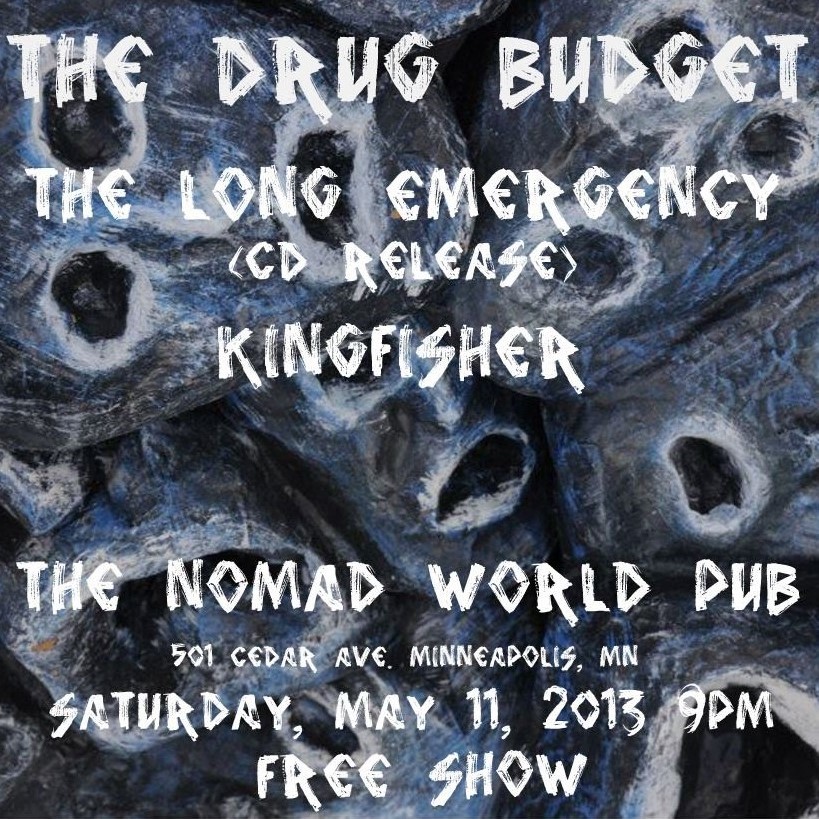 THE DRUG BUDGET
THE LONG EMERGENCY
(CD RELEASE)
KINGFISHER
THE NOMAD WORLD PUB
501 CEDAR AVE. MINNEAPOLIS, MN
SATURDAY, MAY 11, 2013 9PM
FREE SHOW